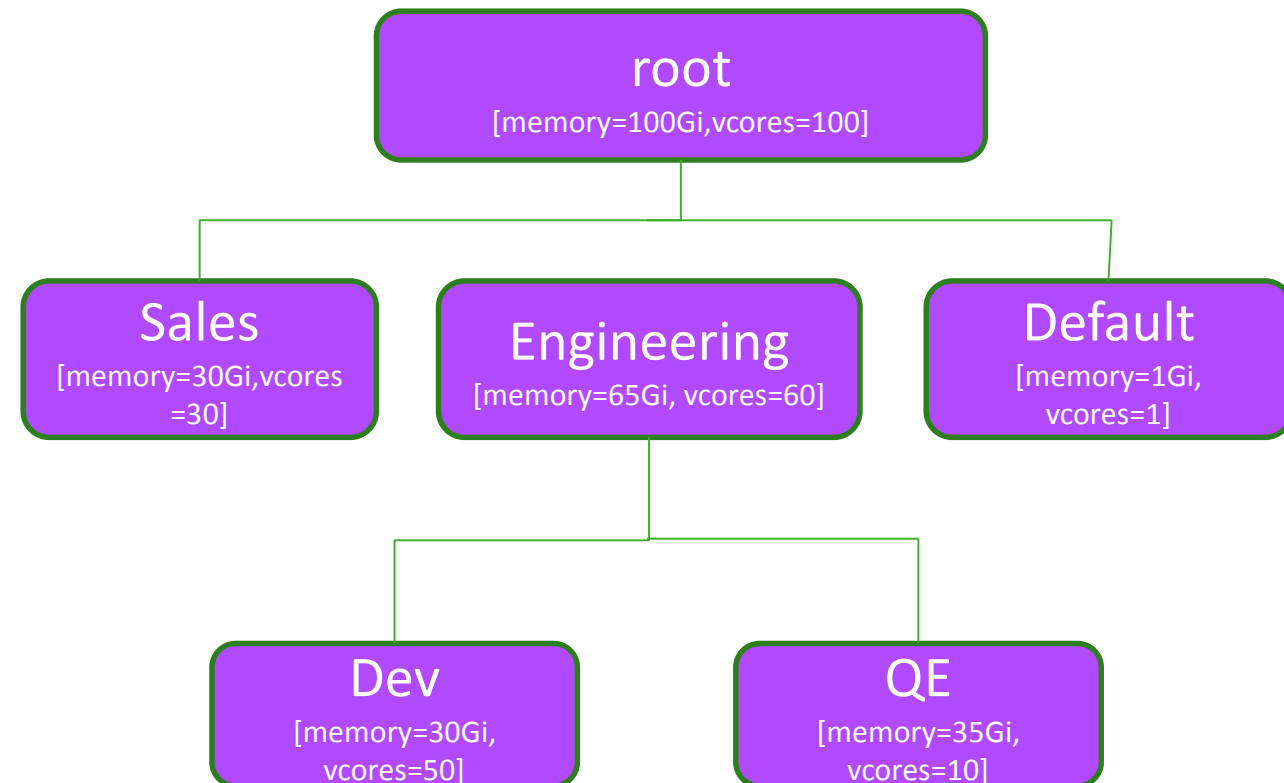 root
[memory=100Gi,vcores=100]
Sales
[memory=30Gi,vcores
=30]
Engineering
[memory=65Gi, vcores=60]
Default
[memory=1Gi,
vcores=1]
Dev
[memory=30Gi,
vcores=50]
QE
[memory=35Gi,
vcores=10]